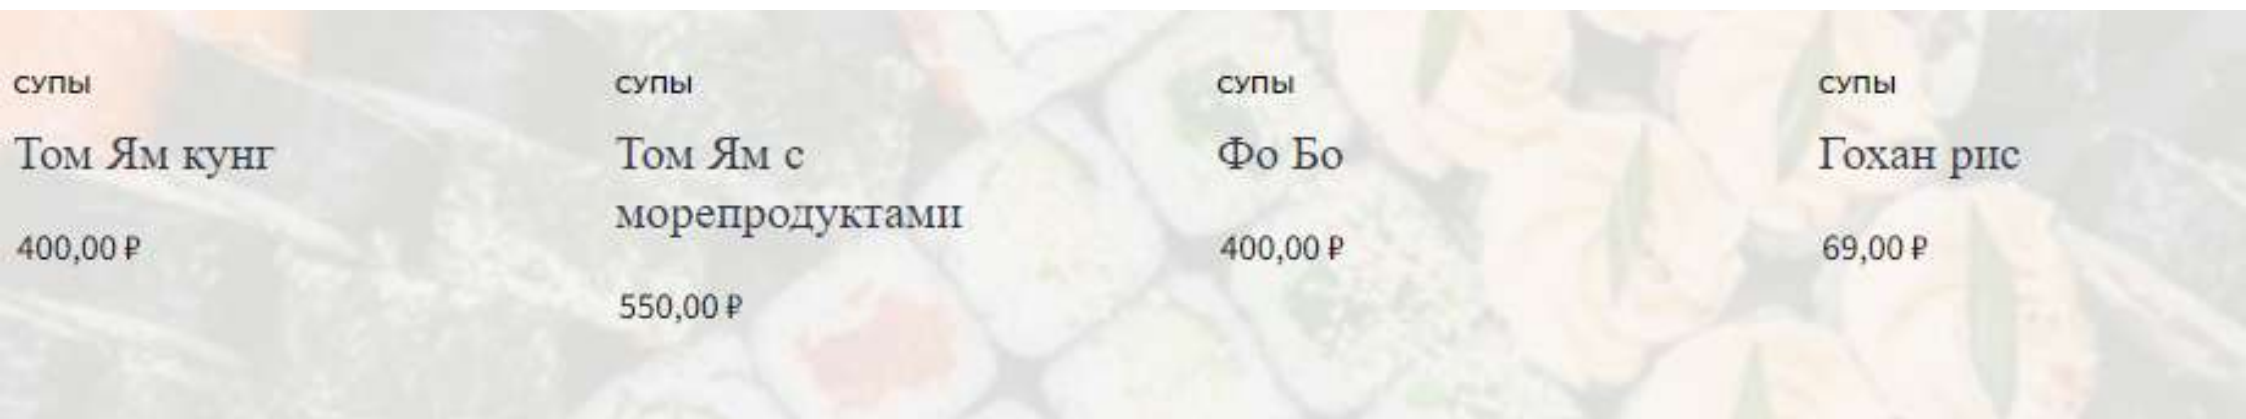 СУПЫ
Том Ям кунг
400,00 ₽
СУПЫ
Том Ям с
морепродуктами
550,00 ₽
СУПЫ
Фо Бо
400,00 ₽
СУПЫ
Гохан рис
69,00 ₽